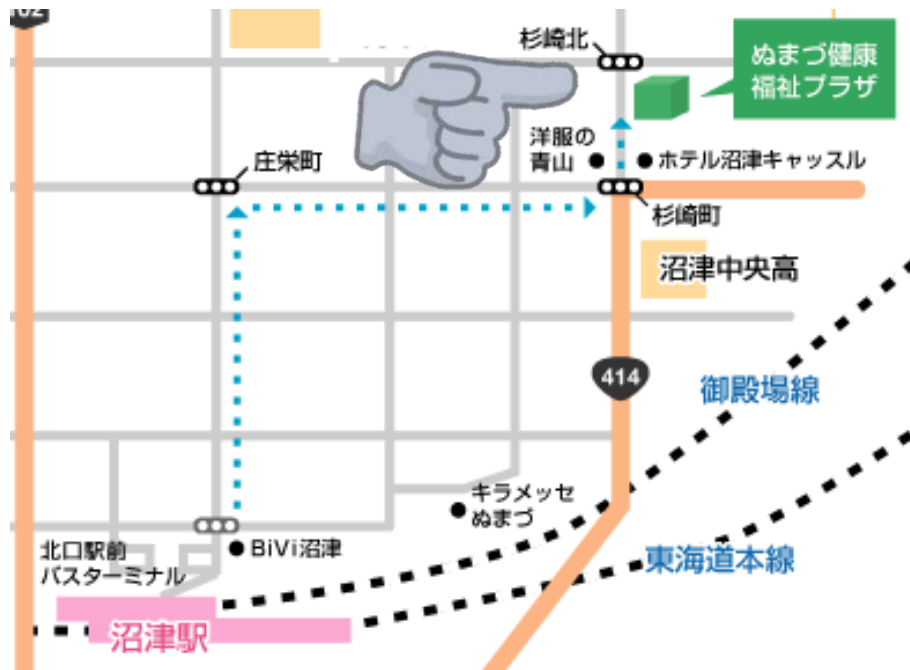 杉崎北
ぬまづ健康
福祉プラザ
洋服の
青山
ホテル沼津キャッスル
庄栄町
杉崎町
沼津中央高
414
御殿場線
キラメッセ
ぬまづ
BiVi沼津
北口駅前
バスターミナル
東海道本線
沼津駅